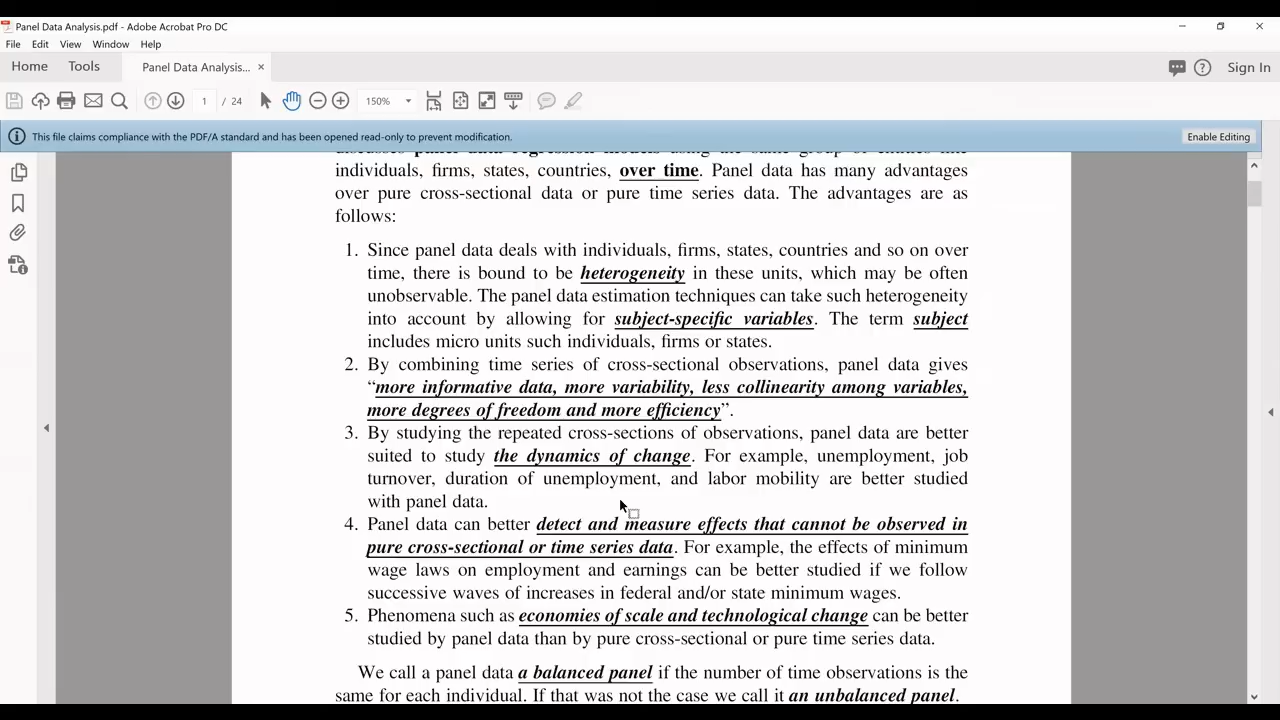 Panel Data Analysis.pdf - Adobe Acrobat Pro DC
File Edit View Window Help
Home Tools Panel Data Analysis... × Sign In
1 / 24 150%
This file claims compliance with the PDF/A standard and has been opened read-only to prevent modification. Enable Editing
individuals, firms, states, countries, over time. Panel data has many advantages
over pure cross-sectional data or pure time series data. The advantages are as
follows:
1. Since panel data deals with individuals, firms, states, countries and so on over
time, there is bound to be heterogeneity in these units, which may be often
unobservable. The panel data estimation techniques can take such heterogeneity
into account by allowing for subject-specific variables. The term subject
includes micro units such individuals, firms or states.
2. By combining time series of cross-sectional observations, panel data gives
“more informative data, more variability, less collinearity among variables,
more degrees of freedom and more efficiency”.
3. By studying the repeated cross-sections of observations, panel data are better
suited to study the dynamics of change. For example, unemployment, job
turnover, duration of unemployment, and labor mobility are better studied
with panel data.
4. Panel data can better detect and measure effects that cannot be observed in
pure cross-sectional or time series data. For example, the effects of minimum
wage laws on employment and earnings can be better studied if we follow
successive waves of increases in federal and/or state minimum wages.
5. Phenomena such as economies of scale and technological change can be better
studied by panel data than by pure cross-sectional or pure time series data.
We call a panel data a balanced panel if the number of time observations is the
same for each individual. If that was not the case we call it an unbalanced panel.